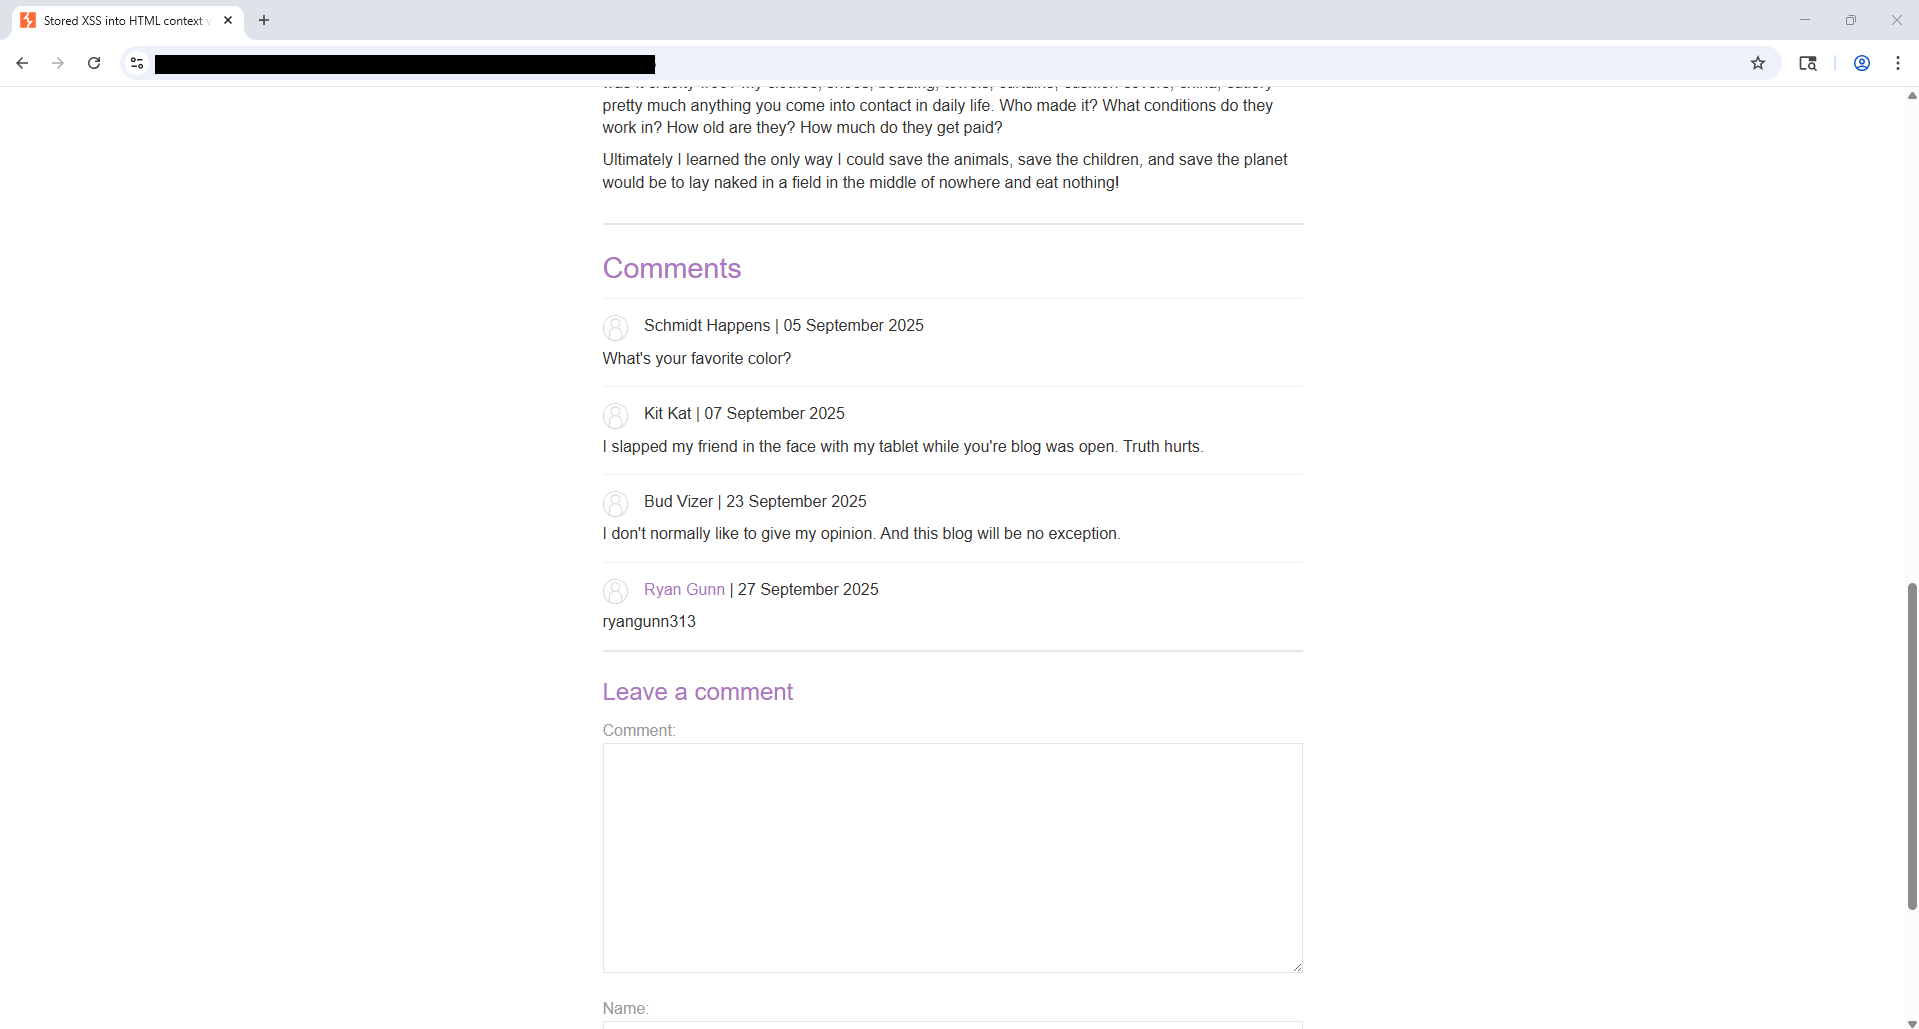 Stored XSS into HTML context
pretty much anything you come into contact in daily life. Who made it? What conditions do they
work in? How old are they? How much do they get paid?
Ultimately I learned the only way I could save the animals, save the children, and save the planet
would be to lay naked in a field in the middle of nowhere and eat nothing!
Comments
Schmidt Happens | 05 September 2025
What's your favorite color?
Kit Kat | 07 September 2025
I slapped my friend in the face with my tablet while you're blog was open. Truth hurts.
Bud Vizer | 23 September 2025
I don't normally like to give my opinion. And this blog will be no exception.
Ryan Gunn | 27 September 2025
ryangunn313
Leave a comment
Comment:
Name: